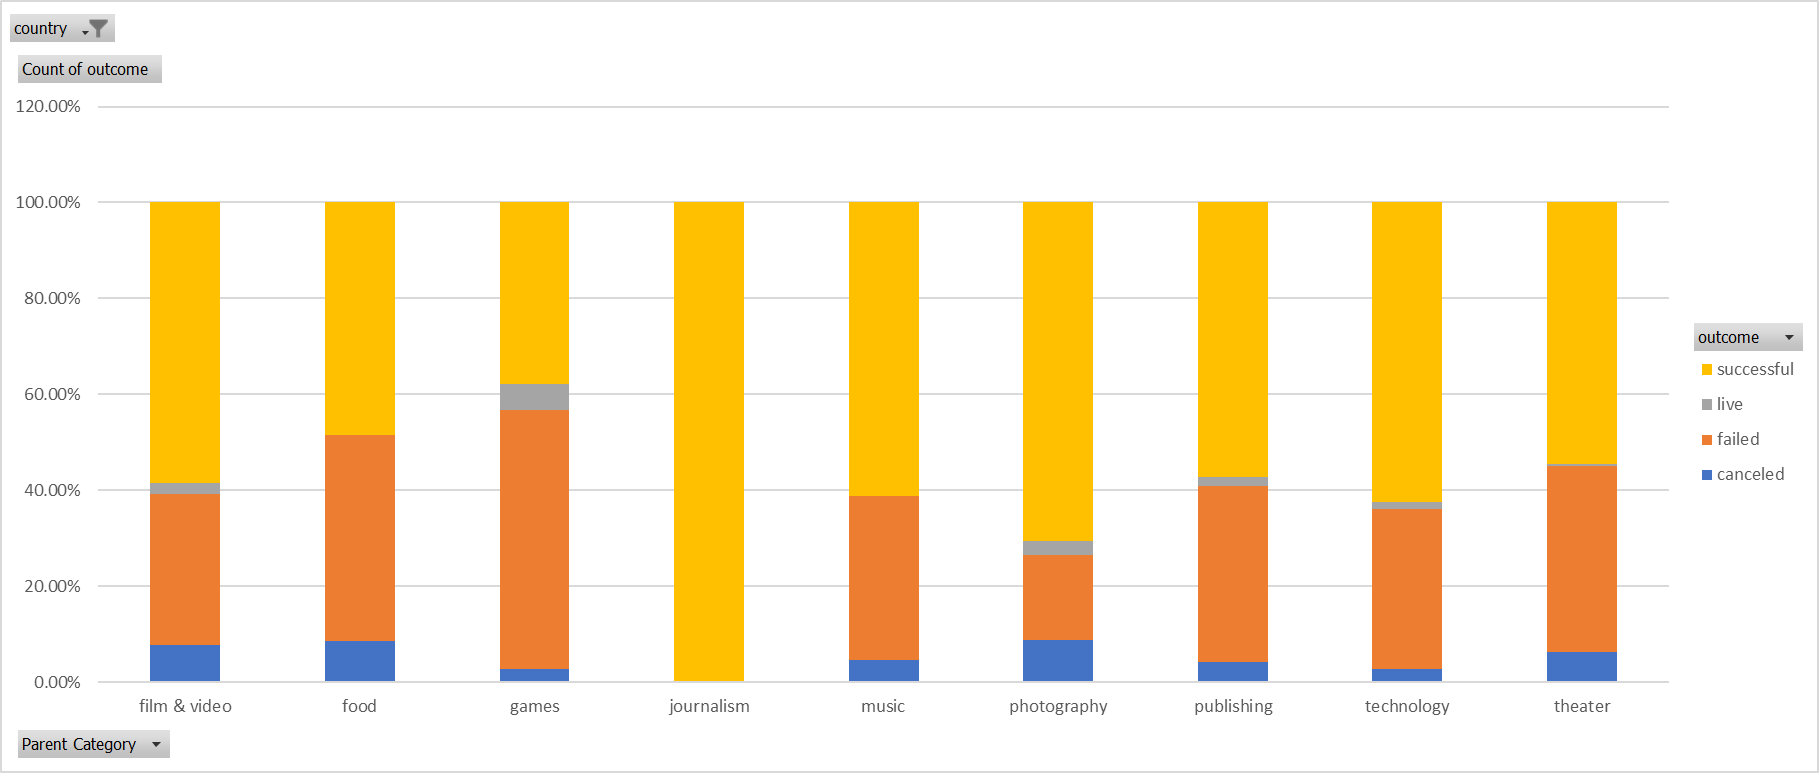 country
Count of outcome
120.00%
100.00%
80.00%
60.00%
40.00%
20.00%
0.00%
film & video food games journalism music photography publishing technology theater
outcome
successful
live
failed
canceled
Parent Category